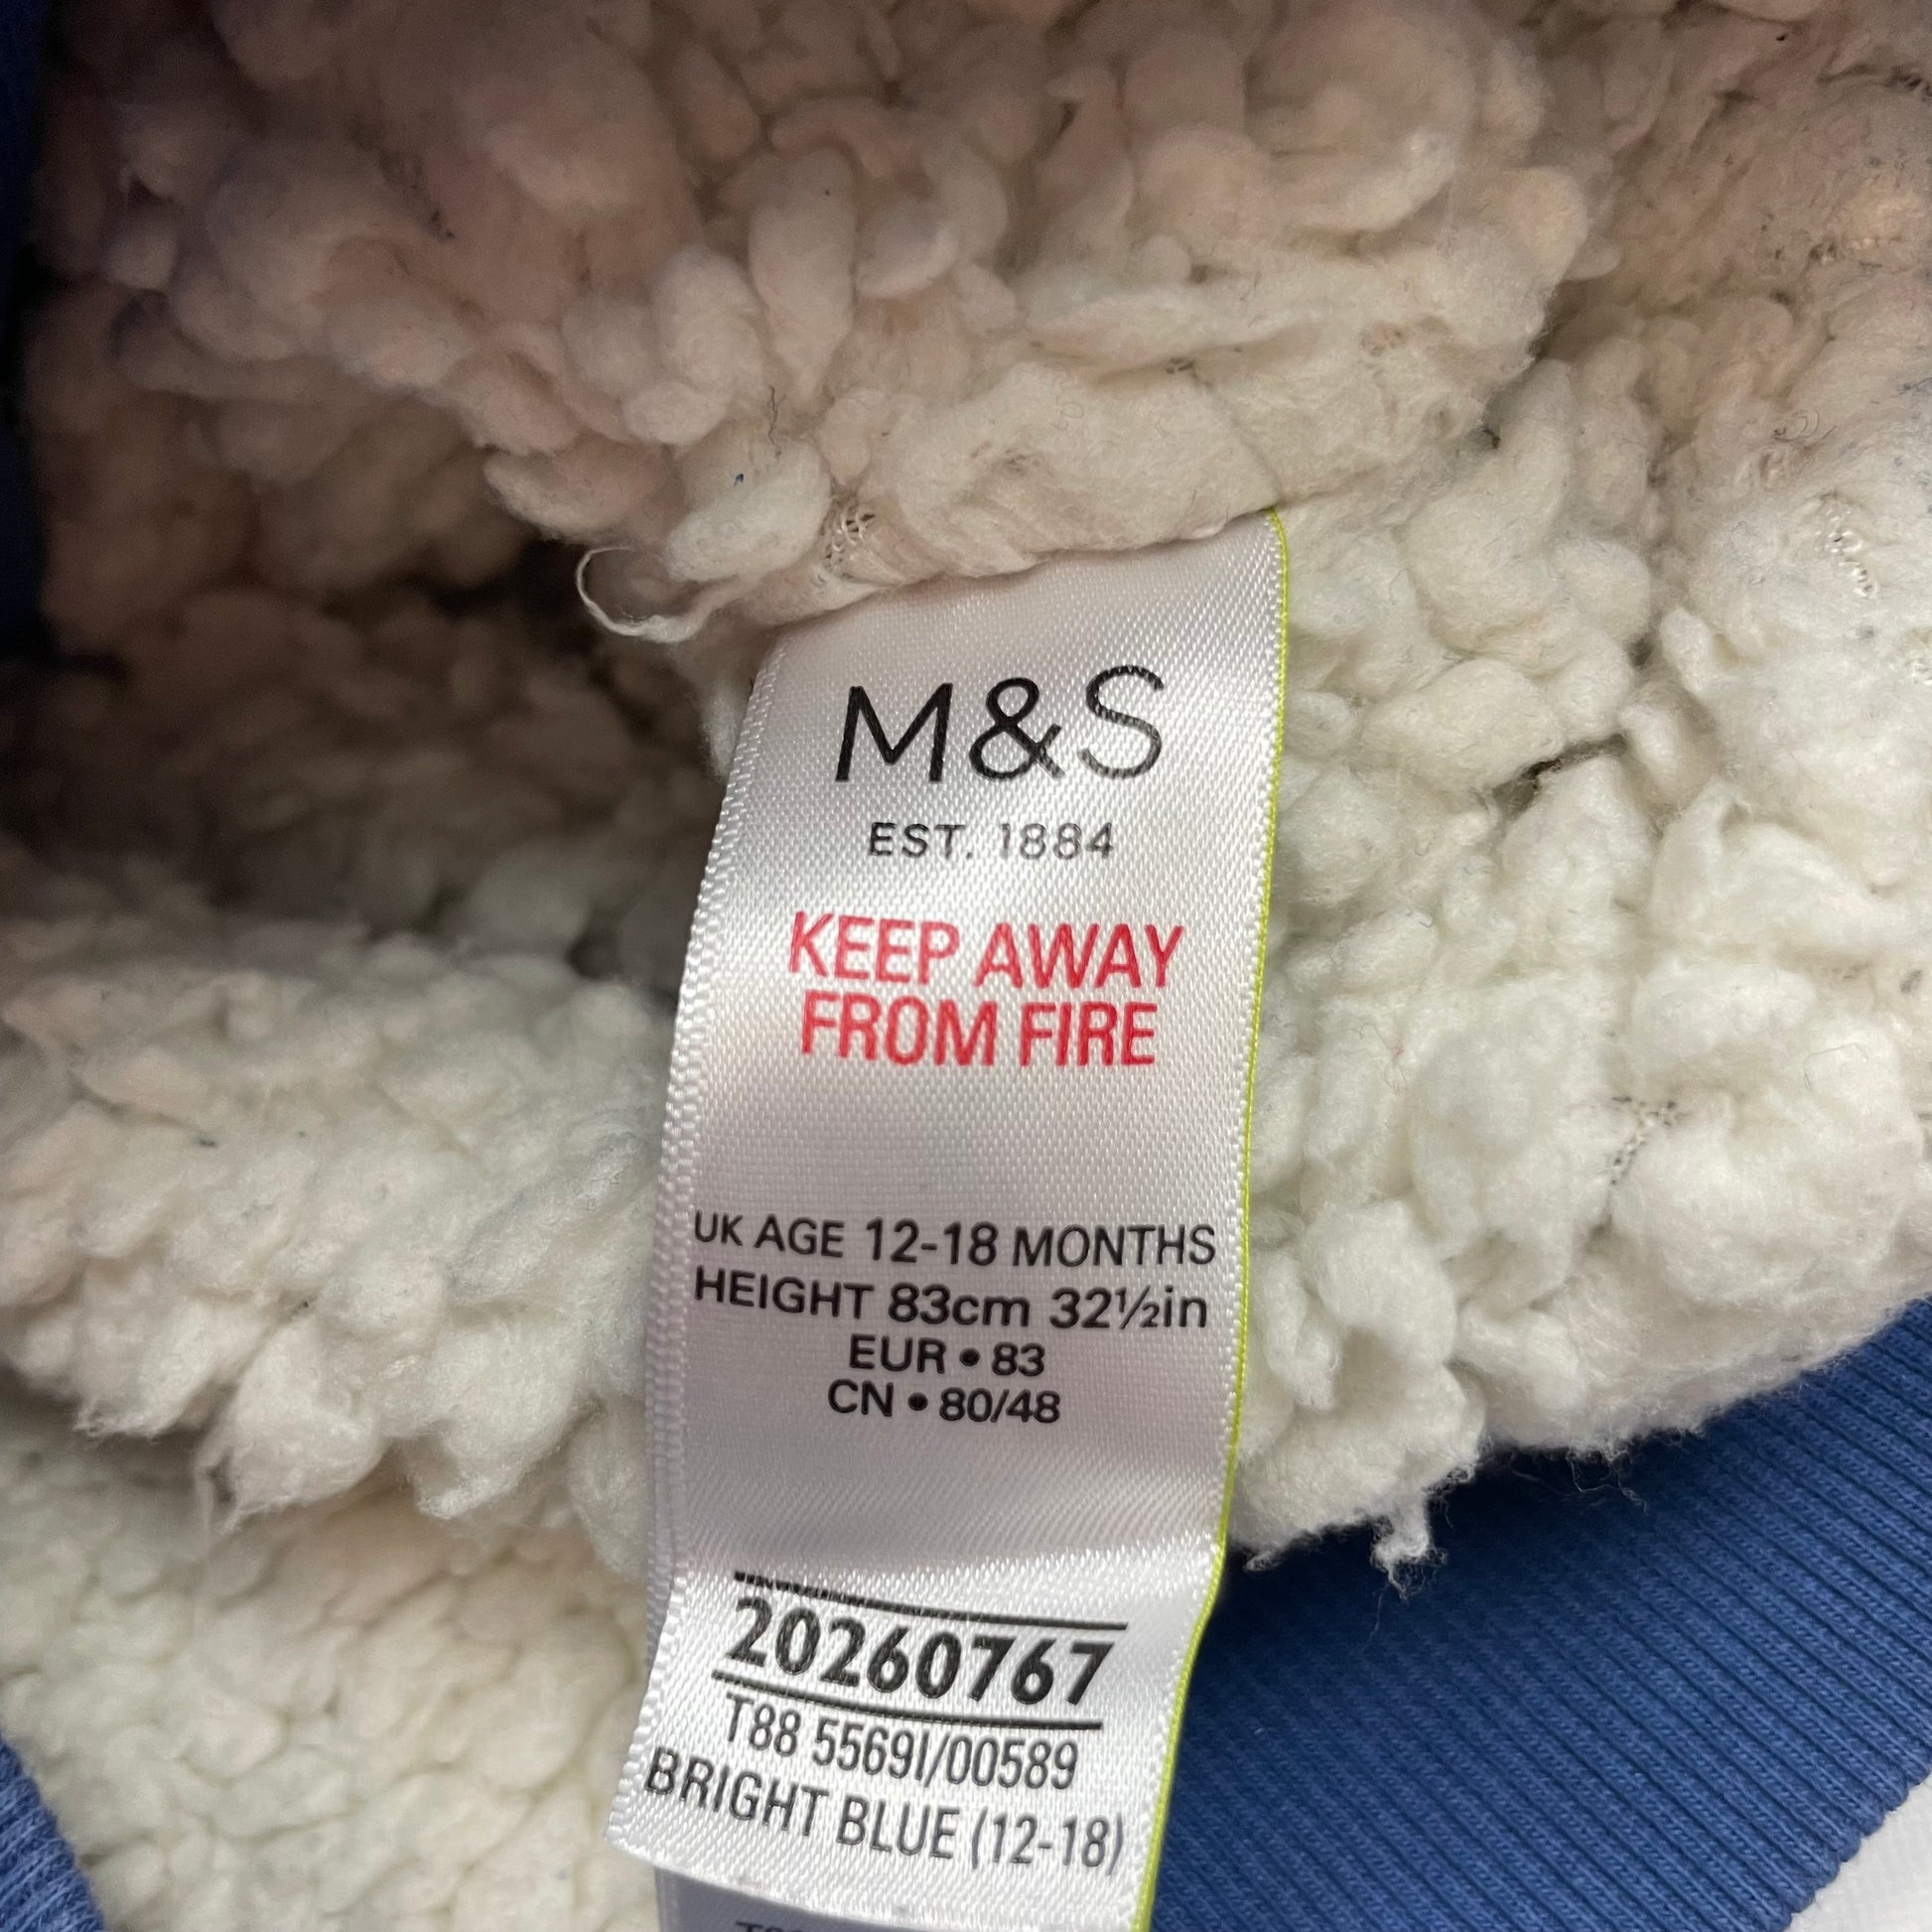 M&S
EST. 1884
KEEP AWAY
FROM FIRE
UK AGE 12-18 MONTHS
HEIGHT 83cm 32½in
EUR • 83
CN • 80/48
20260767
T88 5569I/00589
BRIGHT BLUE (12-18)